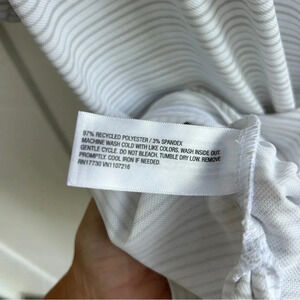 97% RECYCLED POLYESTER / 3% SPANDEX
MACHINE WASH COLD WITH LIKE COLORS. WASH INSIDE OUT.
GENTLE CYCLE. DO NOT BLEACH. TUMBLE DRY LOW. REMOVE
PROMPTLY. COOL IRON IF NEEDED.
RN17730 VN1107216